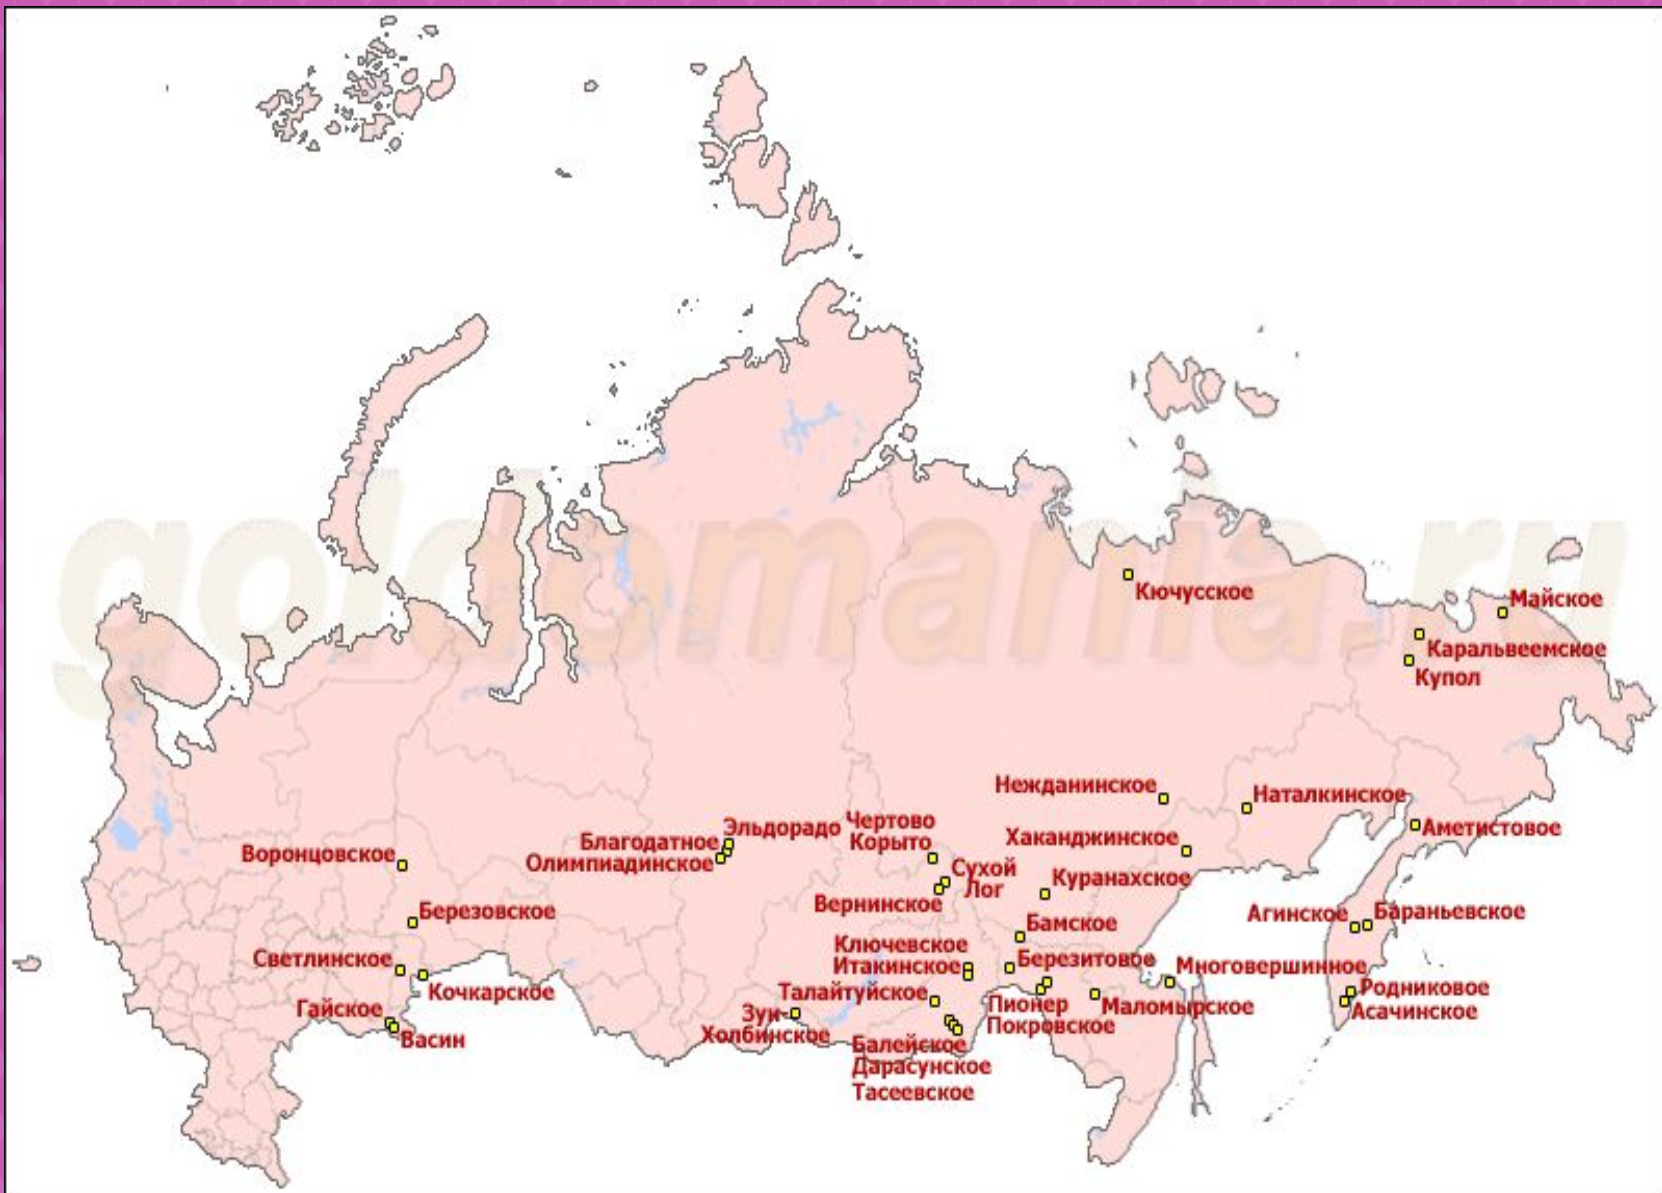 goldomania.ru
Кючусское
Майское
Каральвеемское
Купол
Нежданинское
Наталкинское
Хаканджинское
Аметистовое
Эльдорадо
Благодатное
Олимпиадинское
Чертово
Корыто
Сухой
Лог
Вернинское
Куранахское
Воронцовское
Березовское
Бамское
Агинское
Бараньевское
Светлинское
Кочкарское
Ключевское
Итакинское
Березитовое
Многовершинное
Талайтуйское
Пионер
Покровское
Маломырское
Родниковое
Асачинское
Гайское
Васин
Зун-
Холбинское
Балейское
Дарасунское
Тасеевское